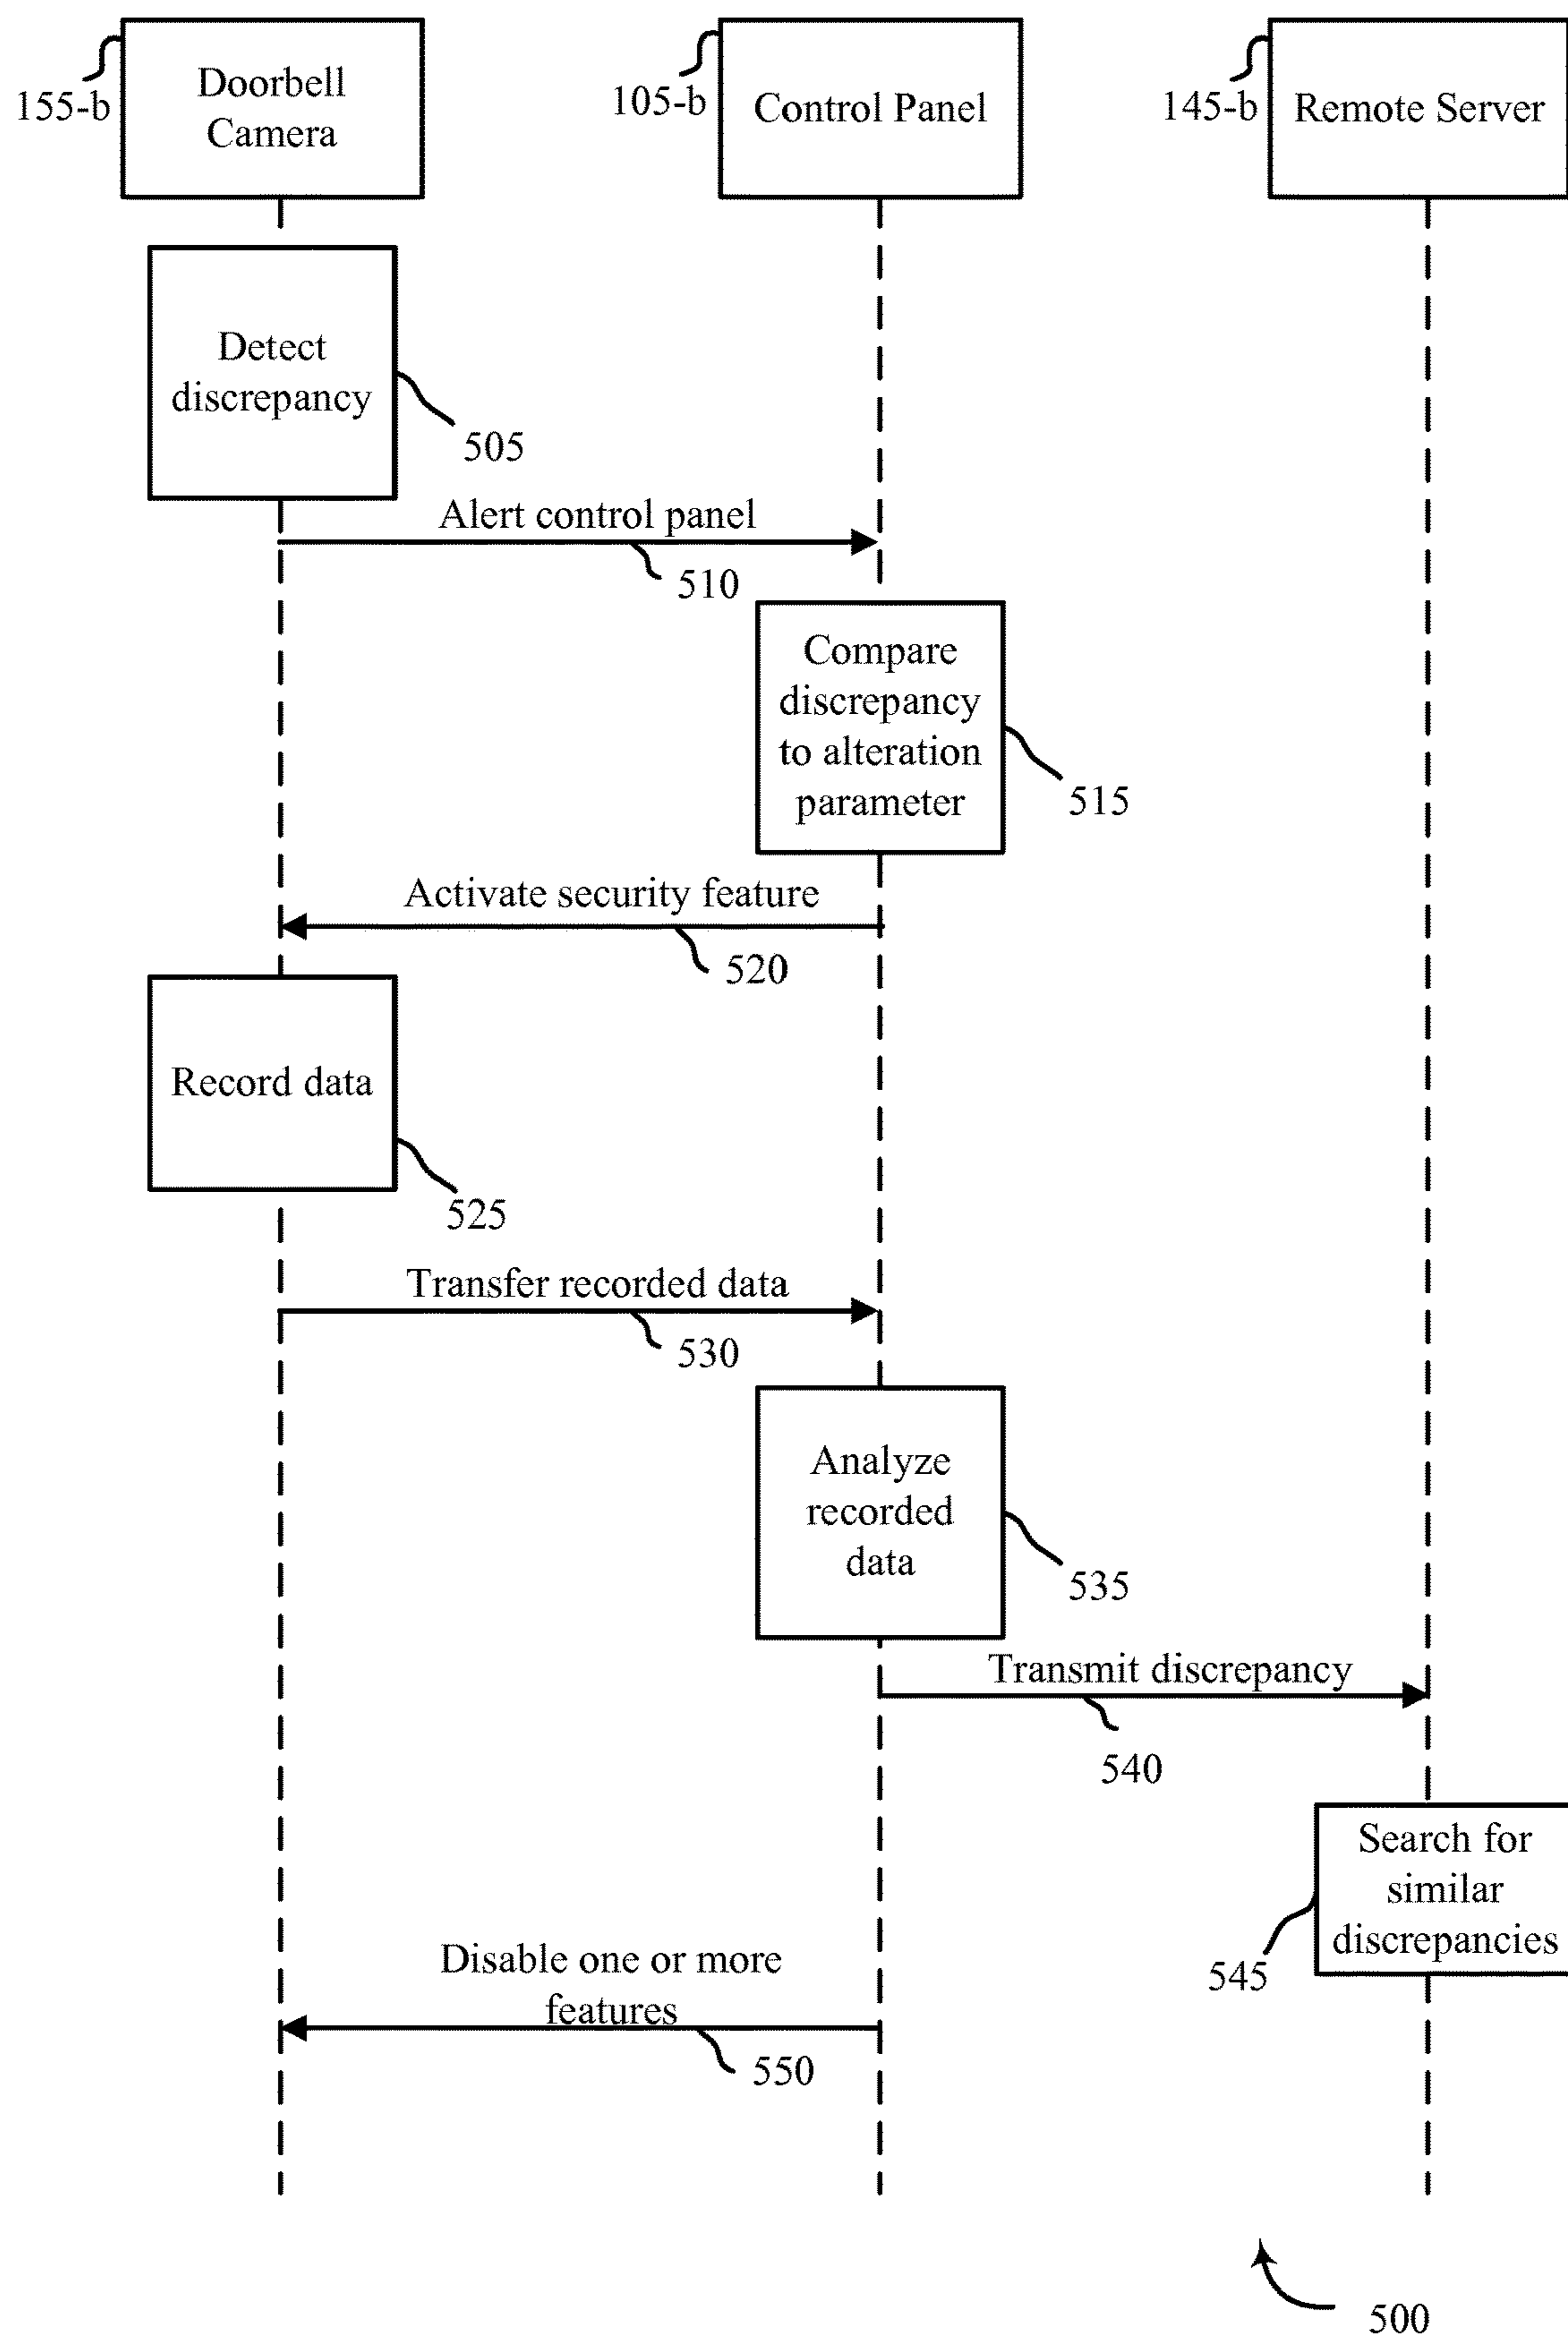 155-b
Doorbell
Camera
105-b
Control Panel
145-b
Remote Server
Detect
discrepancy
505
Alert control panel
510
Compare
discrepancy
to alteration
parameter
515
Activate security feature
520
Record data
525
Transfer recorded data
530
Analyze
recorded
data
535
Transmit discrepancy
540
Search for
similar
discrepancies
545
Disable one or more
features
550
500